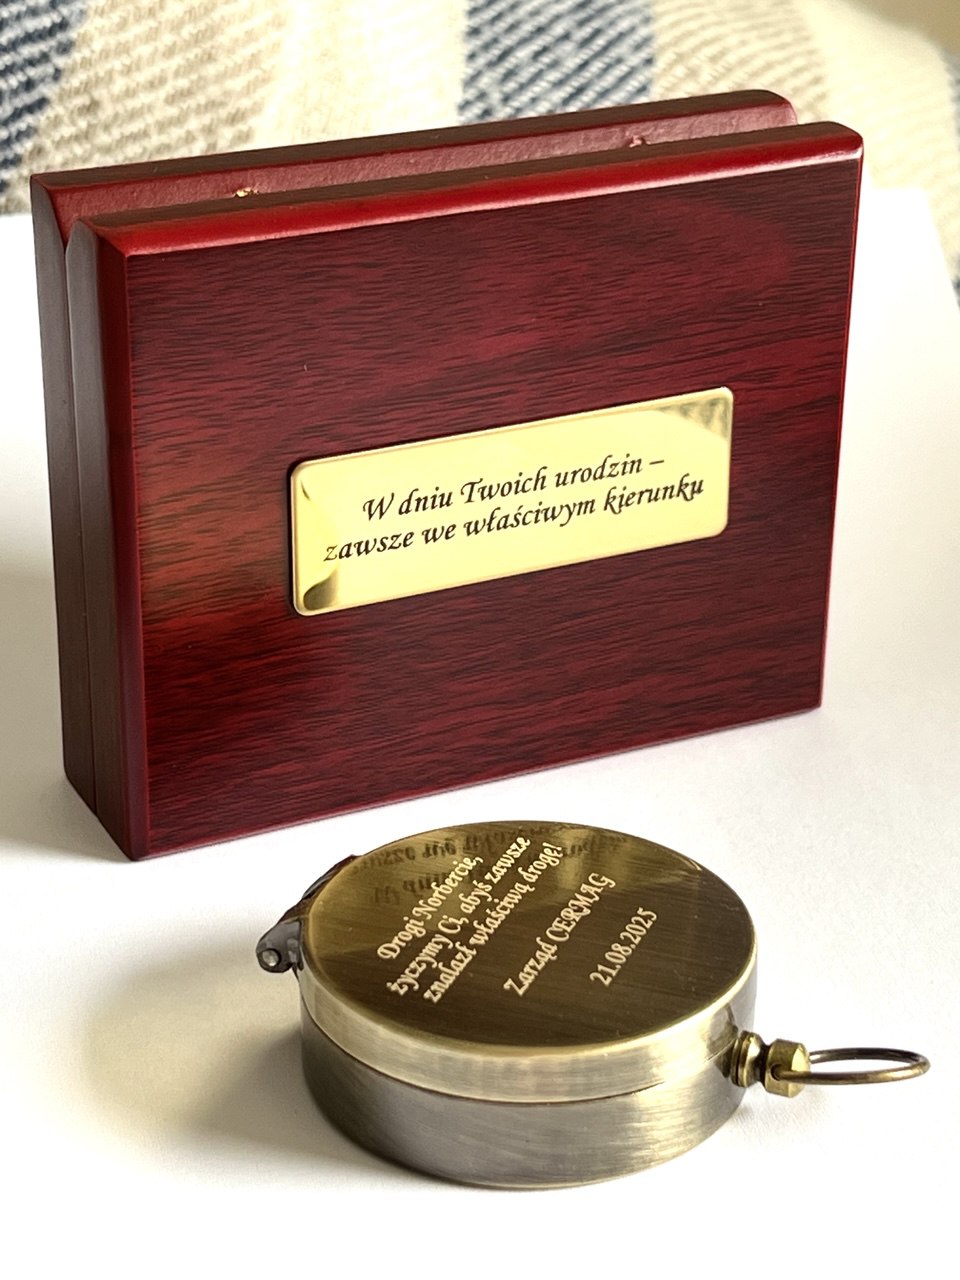 W dniu Twoich urodzin –
zawsze we właściwym kierunku
Drogi Norbercie,
życzymy Ci, abyś zawsze
znalazł właściwą drogę!
Zarząd CERMAG
21.08.2025